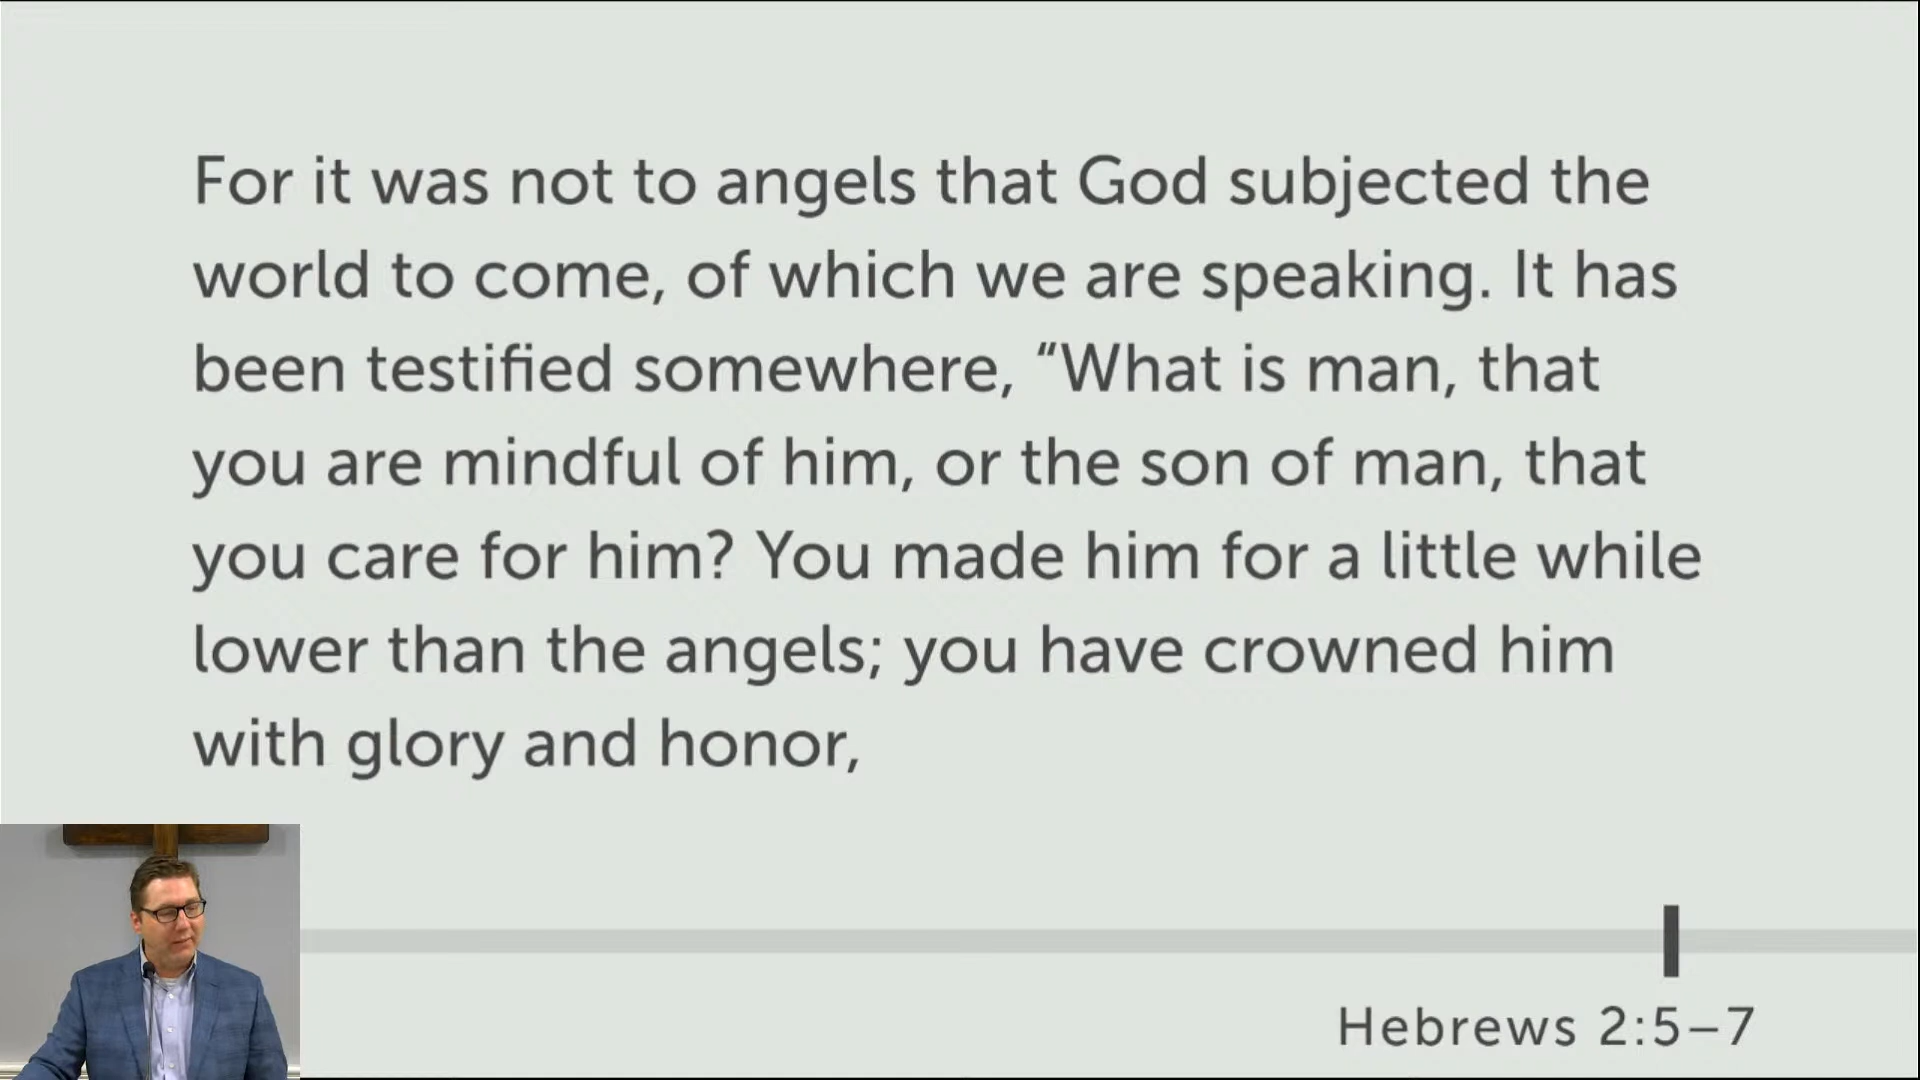 For it was not to angels that God subjected the
world to come, of which we are speaking. It has
been testified somewhere, “What is man, that
you are mindful of him, or the son of man, that
you care for him? You made him for a little while
lower than the angels; you have crowned him
with glory and honor,
Hebrews 2:5–7